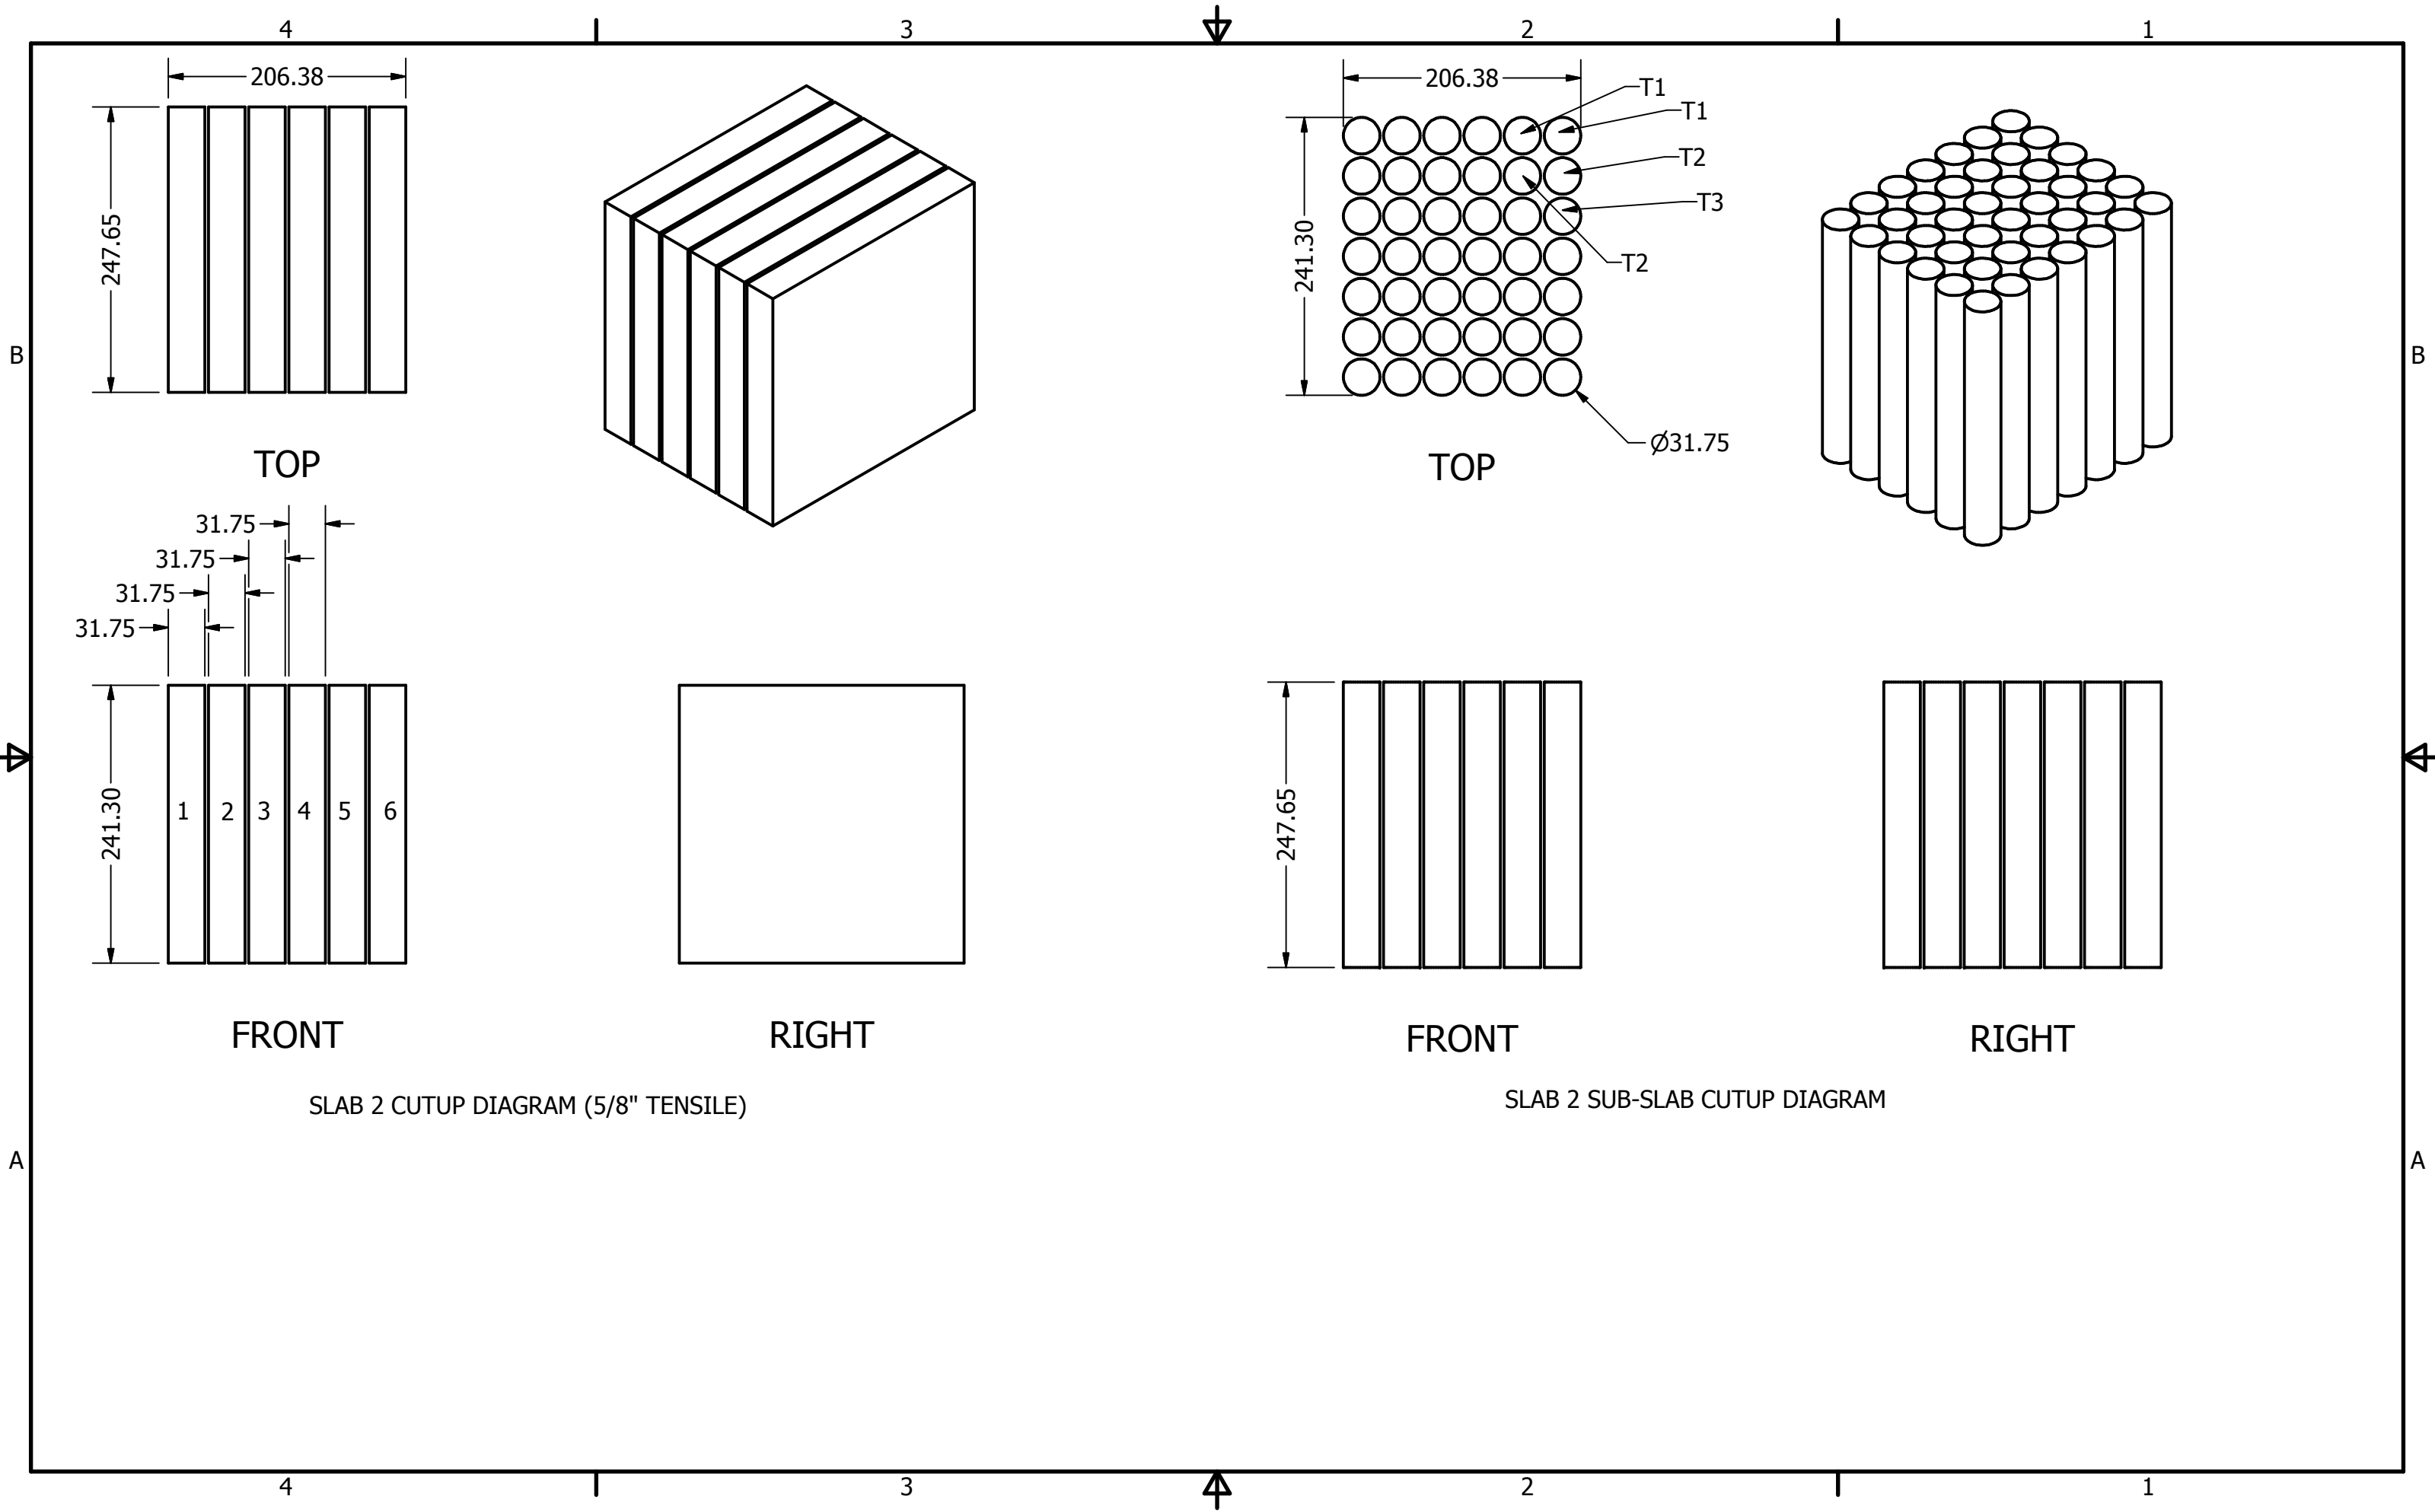 4
3
2
1
206.38
247.65
TOP
206.38
T1
T1
T2
T3
T2
241.30
Ø31.75
TOP
B
B
31.75
31.75
31.75
31.75
241.30
1
2
3
4
5
6
FRONT
RIGHT
247.65
FRONT
RIGHT
SLAB 2 CUTUP DIAGRAM (5/8" TENSILE)
SLAB 2 SUB-SLAB CUTUP DIAGRAM
A
A
4
3
2
1